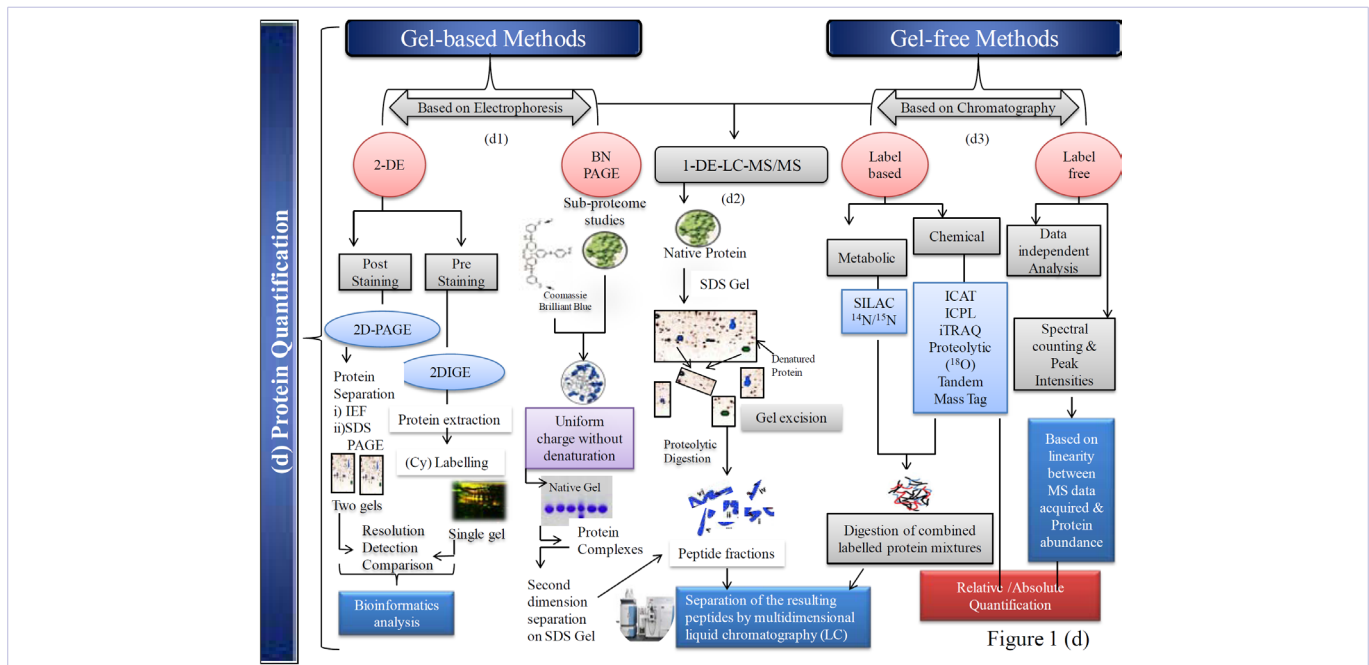 (d) Protein Quantification
Gel-based Methods
Based on Electrophoresis
(d1)
2-DE
BN
PAGE
Post
Staining
Pre
Staining
2D-PAGE
2DIGE
Protein
Separation
i) IEF
ii)SDS
PAGE
Two gels
Protein extraction
(Cy) Labelling
Single gel
Resolution
Detection
Comparison
Bioinformatics
analysis
Sub-proteome
studies
Coomassie
Brilliant Blue
Uniform
charge without
denaturation
Native Gel
Protein
Complexes
Second
dimension
separation
on SDS Gel
1-DE-LC-MS/MS
(d2)
Native Protein
SDS Gel
Denatured
Protein
Gel excision
Proteolytic
Digestion
Peptide fractions
Separation of the resulting
peptides by multidimensional
liquid chromatography (LC)
Gel-free Methods
Based on Chromatography
(d3)
Label
based
Label
free
Metabolic
Chemical
SILAC
¹⁴N/¹⁵N
ICAT
ICPL
iTRAQ
Proteolytic
(¹⁸O)
Tandem
Mass Tag
Digestion of combined
labelled protein mixtures
Data
independent
Analysis
Spectral
counting &
Peak
Intensities
Based on
linearity
between
MS data
acquired &
Protein
abundance
Relative /Absolute
Quantification
Figure 1 (d)